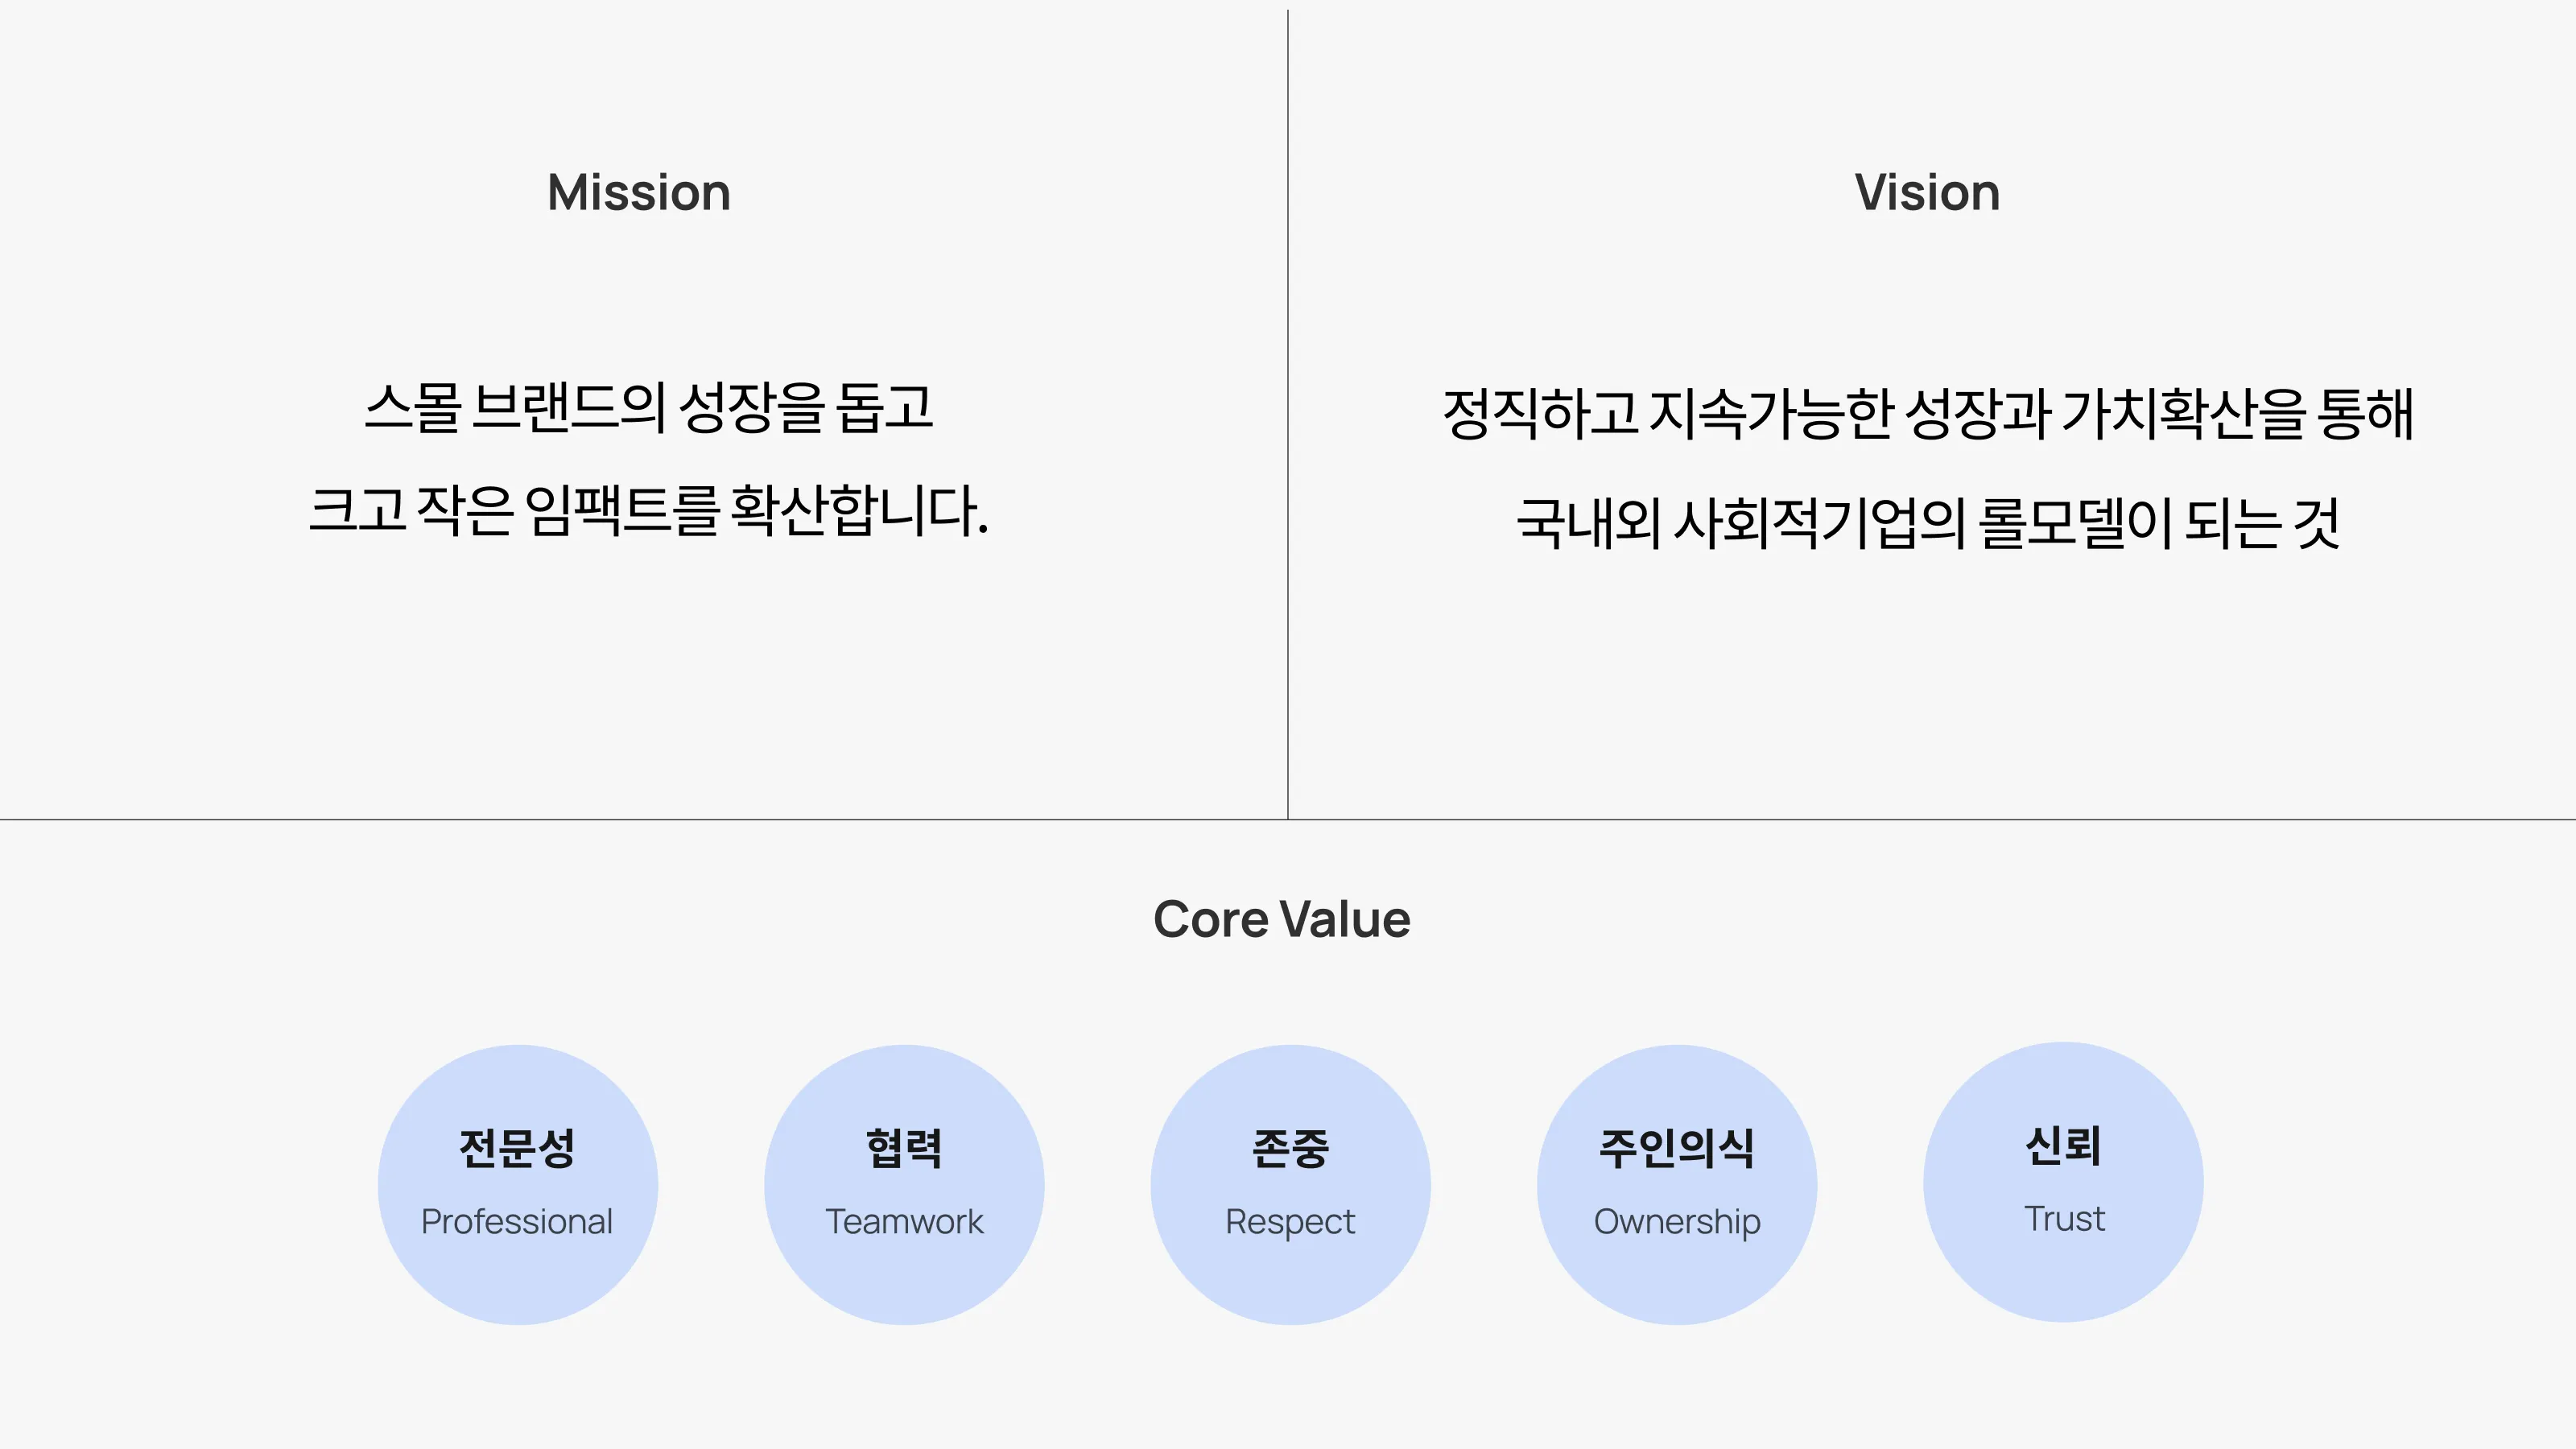 Mission
스몰 브랜드의 성장을 돕고
크고 작은 임팩트를 확산합니다.
Vision
정직하고 지속가능한 성장과 가치확산을 통해
국내외 사회적기업의 롤모델이 되는 것
Core Value
전문성
Professional
협력
Teamwork
존중
Respect
주인의식
Ownership
신뢰
Trust